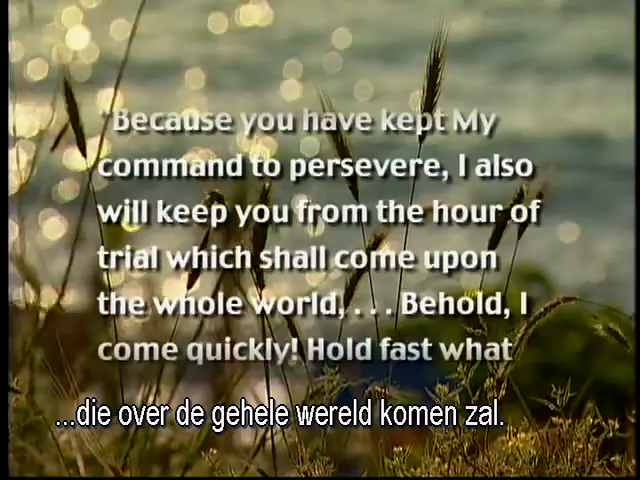 "Because you have kept My
command to persevere, I also
will keep you from the hour of
trial which shall come upon
the whole world, . . . Behold, I
come quickly! Hold fast what
...die over de gehele wereld komen zal.